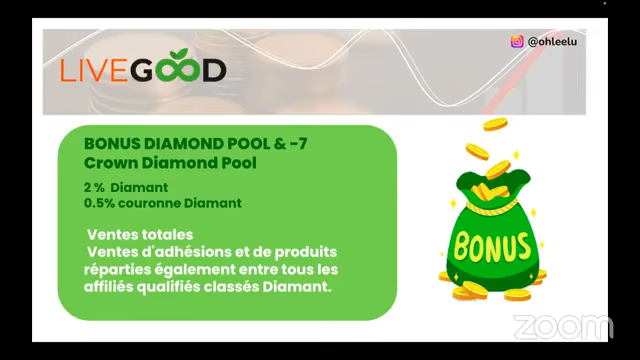 @ohleelu
LIVEGOOD
BONUS DIAMOND POOL & -7
Crown Diamond Pool
2 % Diamant
0.5% couronne Diamant
Ventes totales
Ventes d'adhésions et de produits
réparties également entre tous les
affiliés qualifiés classés Diamant.
BONUS
zoom